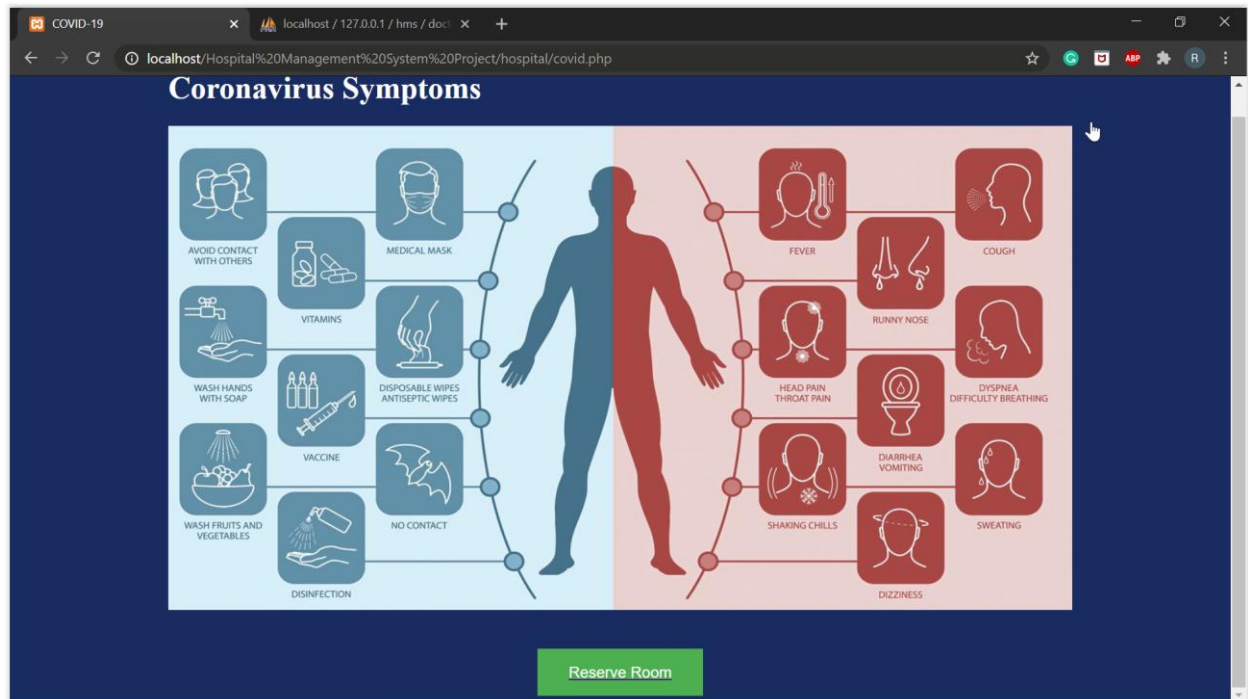 COVID-19
localhost / 127.0.0.1 / hms / doct
localhost/Hospital%20Management%20System%20Project/hospital/covid.php
ABP
R
Coronavirus Symptoms
AVOID CONTACT
WITH OTHERS
MEDICAL MASK
VITAMINS
WASH HANDS
WITH SOAP
DISPOSABLE WIPES
ANTISEPTIC WIPES
VACCINE
WASH FRUITS AND
VEGETABLES
NO CONTACT
DISINFECTION
FEVER
COUGH
RUNNY NOSE
HEAD PAIN
THROAT PAIN
DYSPNEA
DIFFICULTY BREATHING
DIARRHEA
VOMITING
SHAKING CHILLS
SWEATING
DIZZINESS
Reserve Room